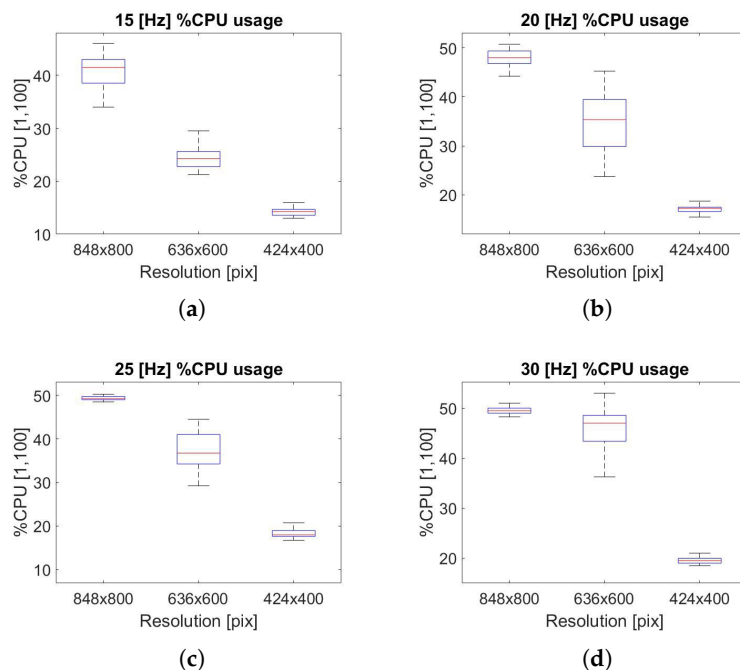 15 [Hz] %CPU usage
%CPU [1,100]
40
30
20
10
848x800 636x600 424x400
Resolution [pix]
(a)
20 [Hz] %CPU usage
%CPU [1,100]
50
40
30
20
848x800 636x600 424x400
Resolution [pix]
(b)
25 [Hz] %CPU usage
%CPU [1,100]
50
40
30
20
10
848x800 636x600 424x400
Resolution [pix]
(c)
30 [Hz] %CPU usage
%CPU [1,100]
50
40
30
20
848x800 636x600 424x400
Resolution [pix]
(d)